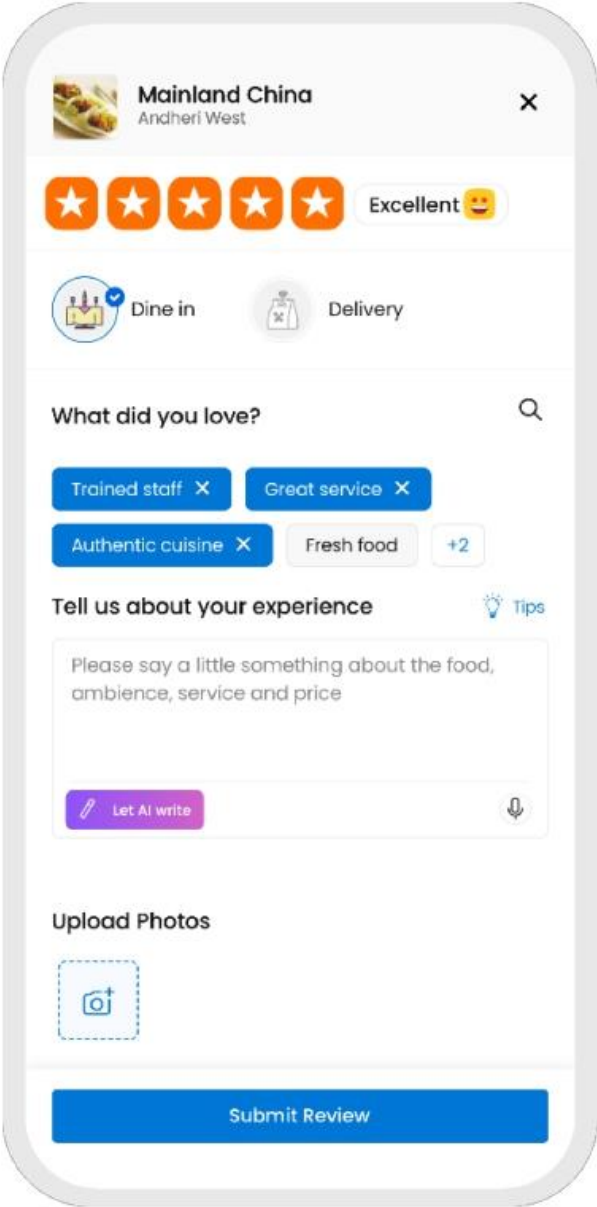 Mainland China
Andheri West
Excellent
Dine in
Delivery
What did you love?
Trained staff
Great service
Authentic cuisine
Fresh food
+2
Tell us about your experience
Tips
Please say a little something about the food,
ambience, service and price
Let AI write
Upload Photos
Submit Review